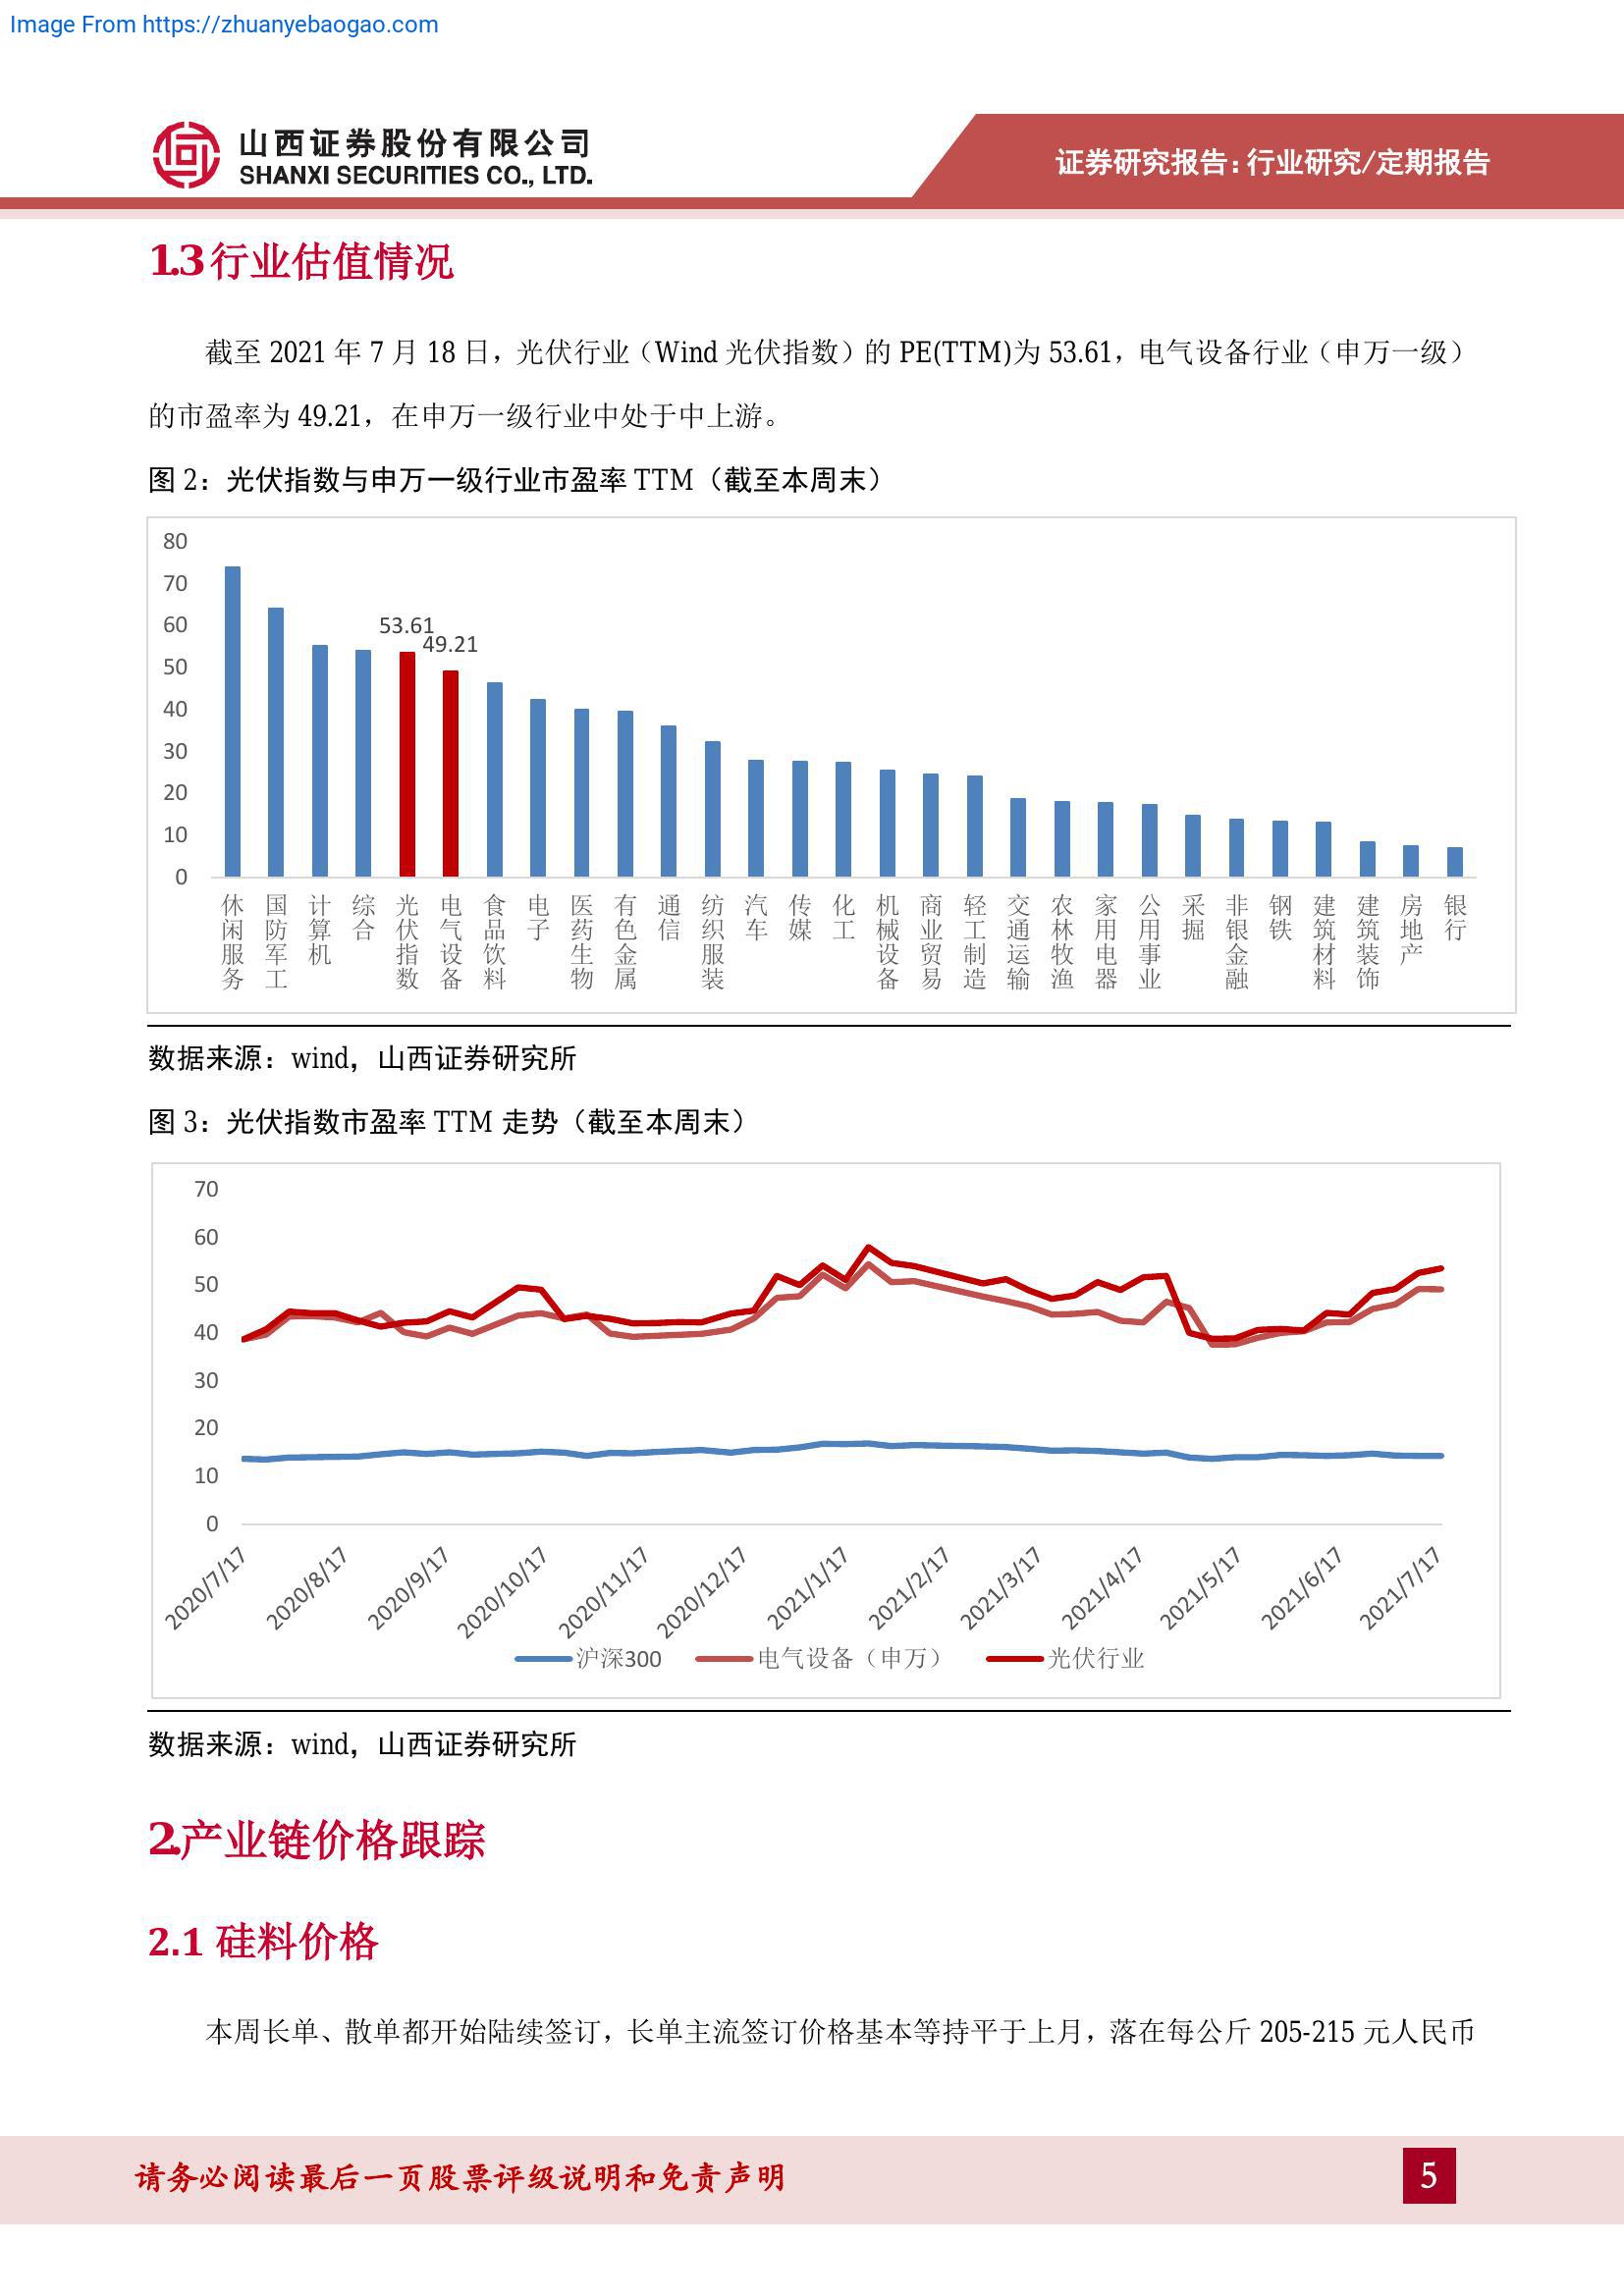 Image From https://zhuanyebaogao.com
山西证券股份有限公司
SHANXI SECURITIES CO., LTD.
证券研究报告:行业研究/定期报告
1.3 行业估值情况
截至 2021 年 7 月 18 日，光伏行业（Wind 光伏指数）的 PE(TTM)为 53.61，电气设备行业（申万一级）
的市盈率为 49.21，在申万一级行业中处于中上游。
图 2：光伏指数与申万一级行业市盈率 TTM（截至本周末）
80
70
60
50
40
30
20
10
0
53.61
49.21
休闲服务
国防军工
计算机
综合
光伏指数
电气设备
食品饮料
电子
医药生物
有色金属
通信
纺织服装
汽车
传媒
化工
机械设备
商业贸易
轻工制造
交通运输
农林牧渔
家用电器
公用事业
采掘
非银金融
钢铁
建筑材料
建筑装饰
房地产
银行
数据来源：wind，山西证券研究所
图 3：光伏指数市盈率 TTM 走势（截至本周末）
70
60
50
40
30
20
10
0
2020/7/17
2020/8/17
2020/9/17
2020/10/17
2020/11/17
2020/12/17
2021/1/17
2021/2/17
2021/3/17
2021/4/17
2021/5/17
2021/6/17
2021/7/17
沪深300
电气设备（申万）
光伏行业
数据来源：wind，山西证券研究所
2.产业链价格跟踪
2.1 硅料价格
本周长单、散单都开始陆续签订，长单主流签订价格基本等持平于上月，落在每公斤 205-215 元人民币
请务必阅读最后一页股票评级说明和免责声明
5